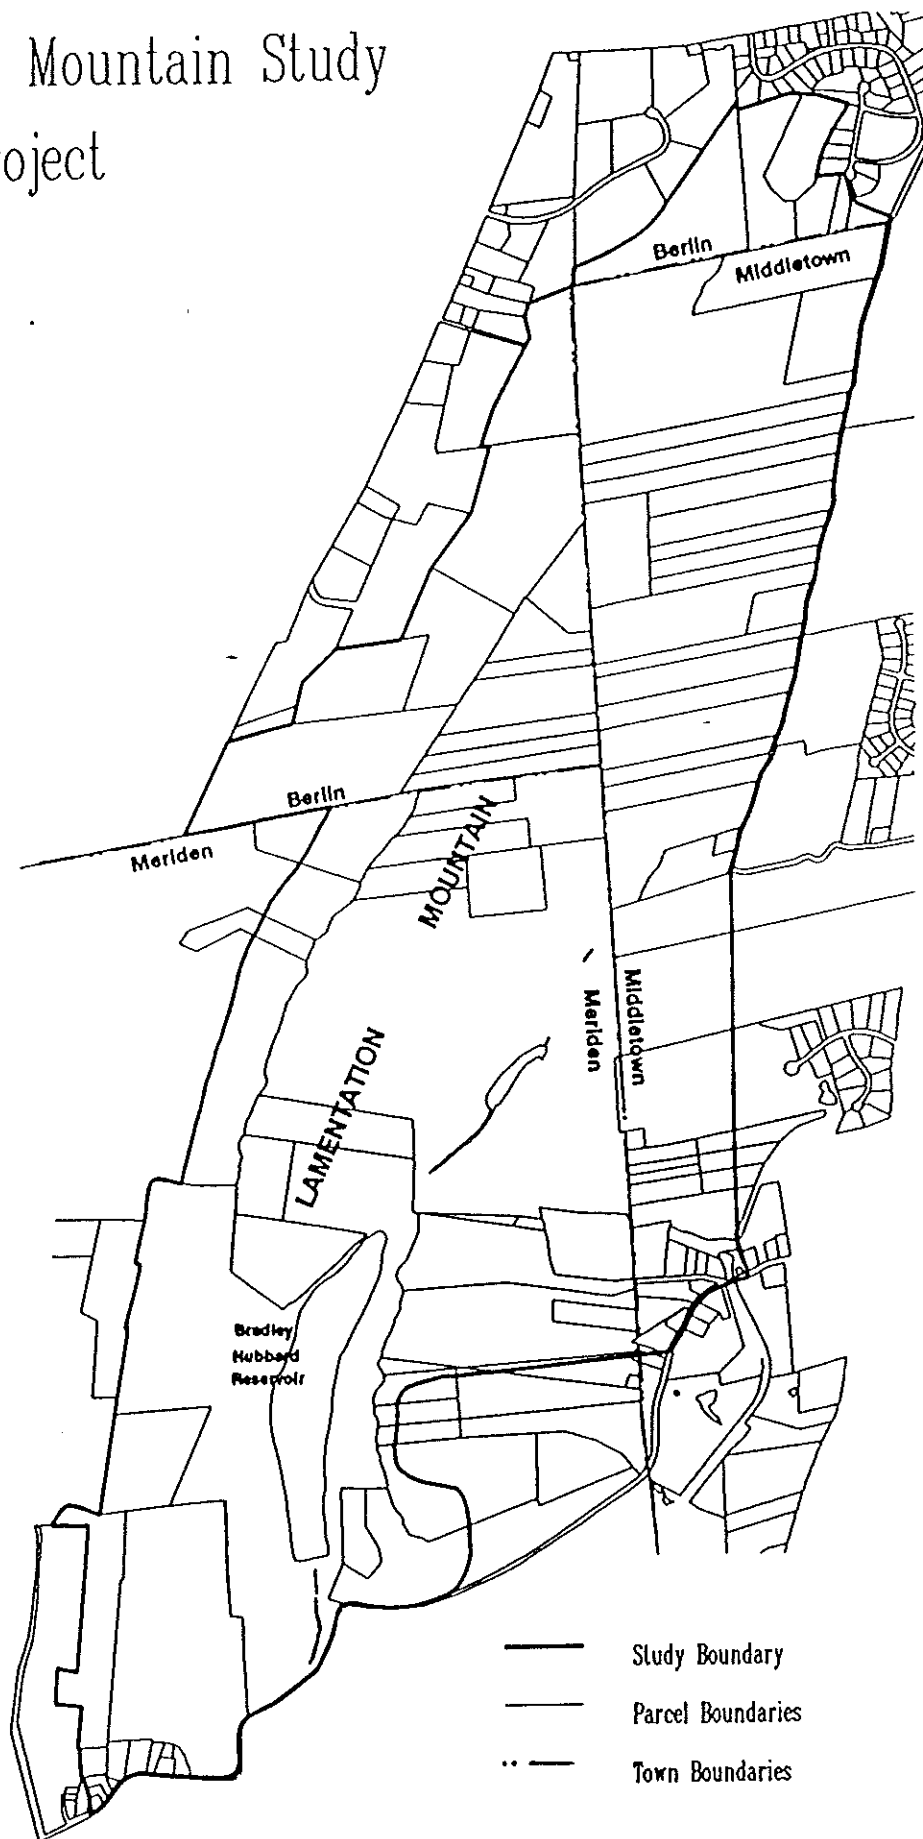 Mountain Study
oject
Berlin
Middletown
Berlin
Meriden
MOUNTAIN
Meriden
Middletown
LAMENTATION
Bradley
Hubbard
Reservoir
Study Boundary
Parcel Boundaries
Town Boundaries